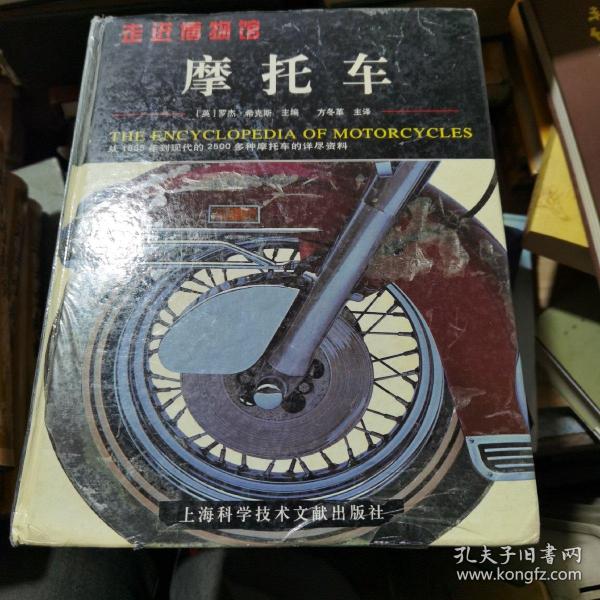 走近博物馆
摩托车
[英]罗杰·希克斯 主编 方冬革 主译
THE ENCYCLOPEDIA OF MOTORCYCLES
从1885年到现代的2500多种摩托车的详尽资料
上海科学技术文献出版社
孔夫子旧书网
www.kongfz.com